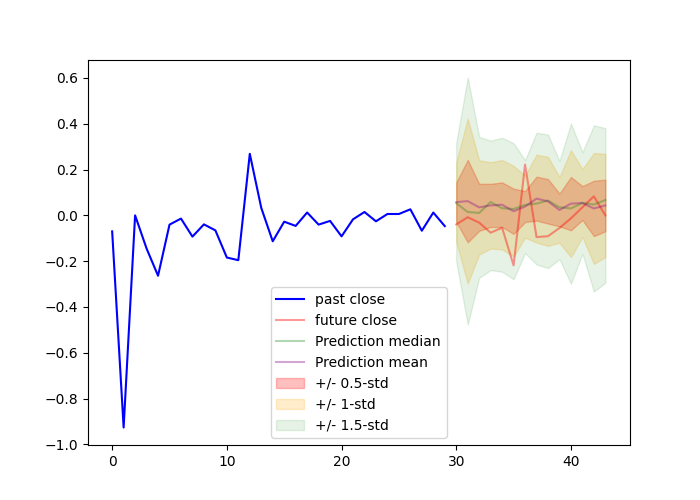 0.6
0.4
0.2
0.0
−0.2
−0.4
−0.6
−0.8
−1.0
past close
future close
Prediction median
Prediction mean
+/- 0.5-std
+/- 1-std
+/- 1.5-std
0 10 20 30 40